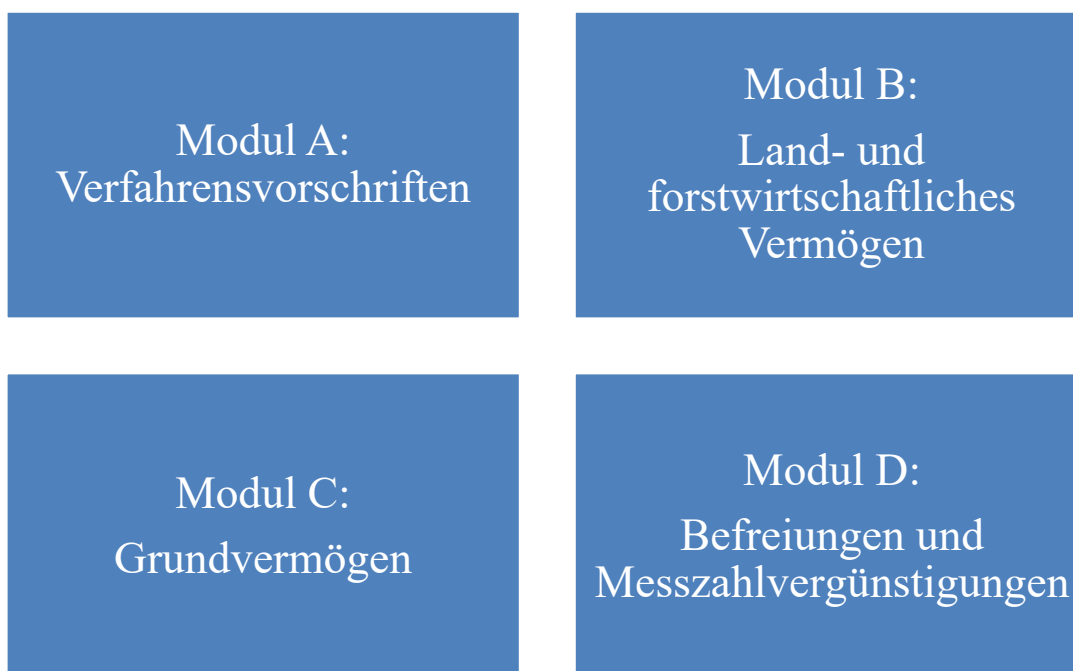 Modul A:
Verfahrensvorschriften
Modul B:
Land- und
forstwirtschaftliches
Vermögen
Modul C:
Grundvermögen
Modul D:
Befreiungen und
Messzahlvergünstigungen